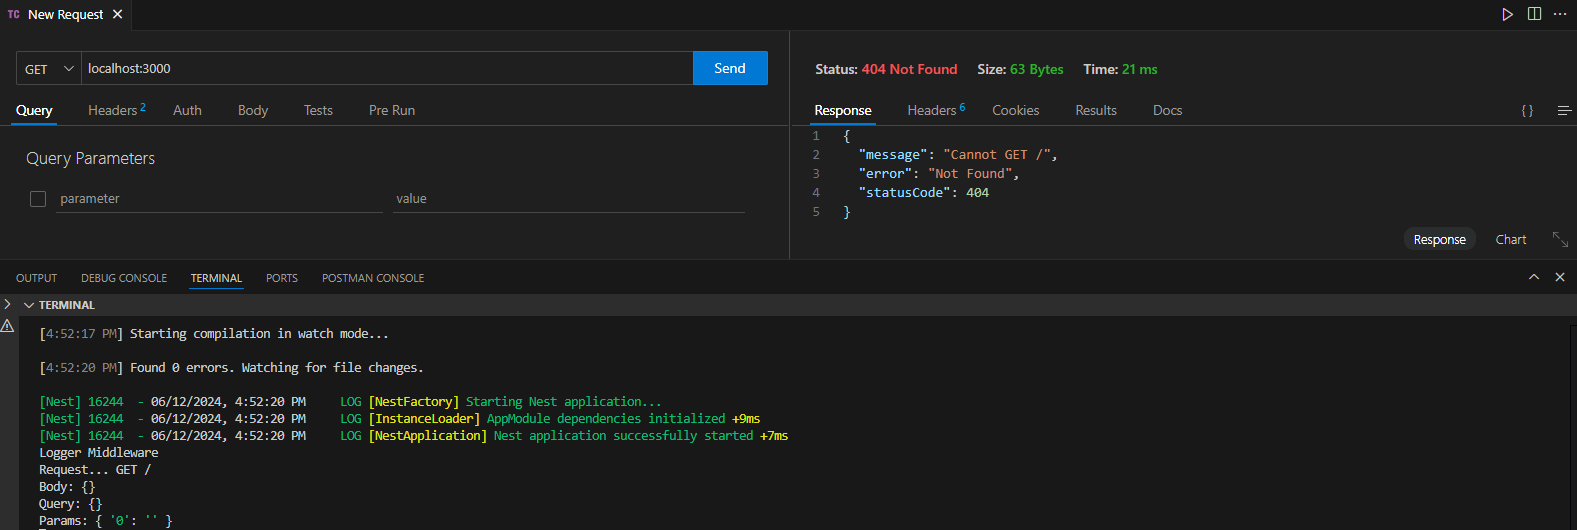 TC New Request
GET localhost:3000 Send
Query Headers 2 Auth Body Tests Pre Run
Query Parameters
parameter value
Status: 404 Not Found Size: 63 Bytes Time: 21 ms
Response Headers 6 Cookies Results Docs {}
1 {
2 "message": "Cannot GET /",
3 "error": "Not Found",
4 "statusCode": 404
5 }
Response Chart
OUTPUT DEBUG CONSOLE TERMINAL PORTS POSTMAN CONSOLE
TERMINAL
[4:52:17 PM] Starting compilation in watch mode...
[4:52:20 PM] Found 0 errors. Watching for file changes.
[Nest] 16244 - 06/12/2024, 4:52:20 PM LOG [NestFactory] Starting Nest application...
[Nest] 16244 - 06/12/2024, 4:52:20 PM LOG [InstanceLoader] AppModule dependencies initialized +9ms
[Nest] 16244 - 06/12/2024, 4:52:20 PM LOG [NestApplication] Nest application successfully started +7ms
Logger Middleware
Request... GET /
Body: {}
Query: {}
Params: { '0': '' }